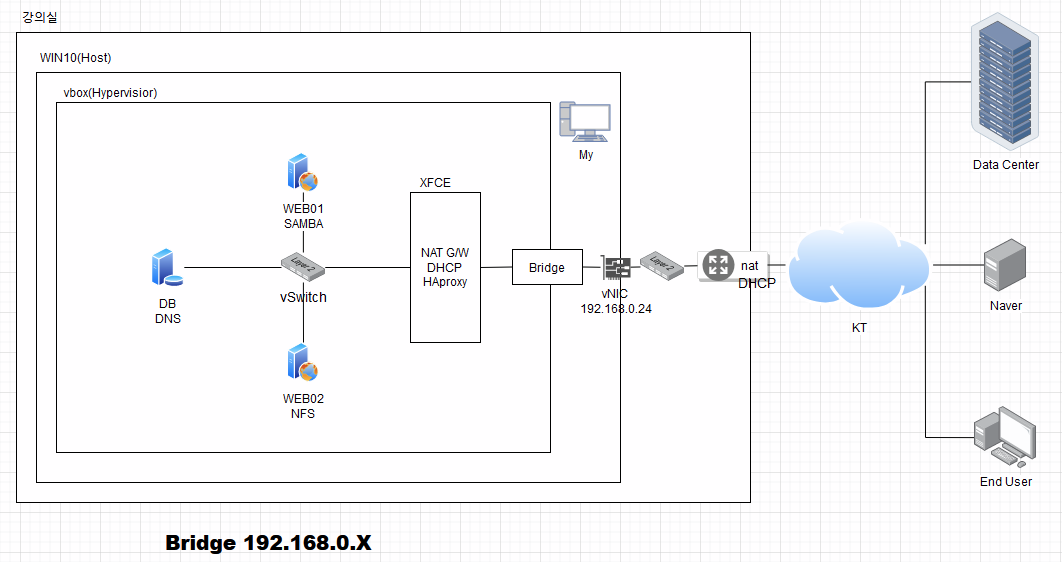 강의실
WIN10(Host)
vbox(Hypervisior)
My
Data Center
XFCE
WEB01
SAMBA
NAT G/W
DHCP
HAproxy
Layer 2
vSwitch
Bridge
vNIC
192.168.0.24
Layer 2
nat
DHCP
KT
Naver
DB
DNS
WEB02
NFS
End User
Bridge 192.168.0.X